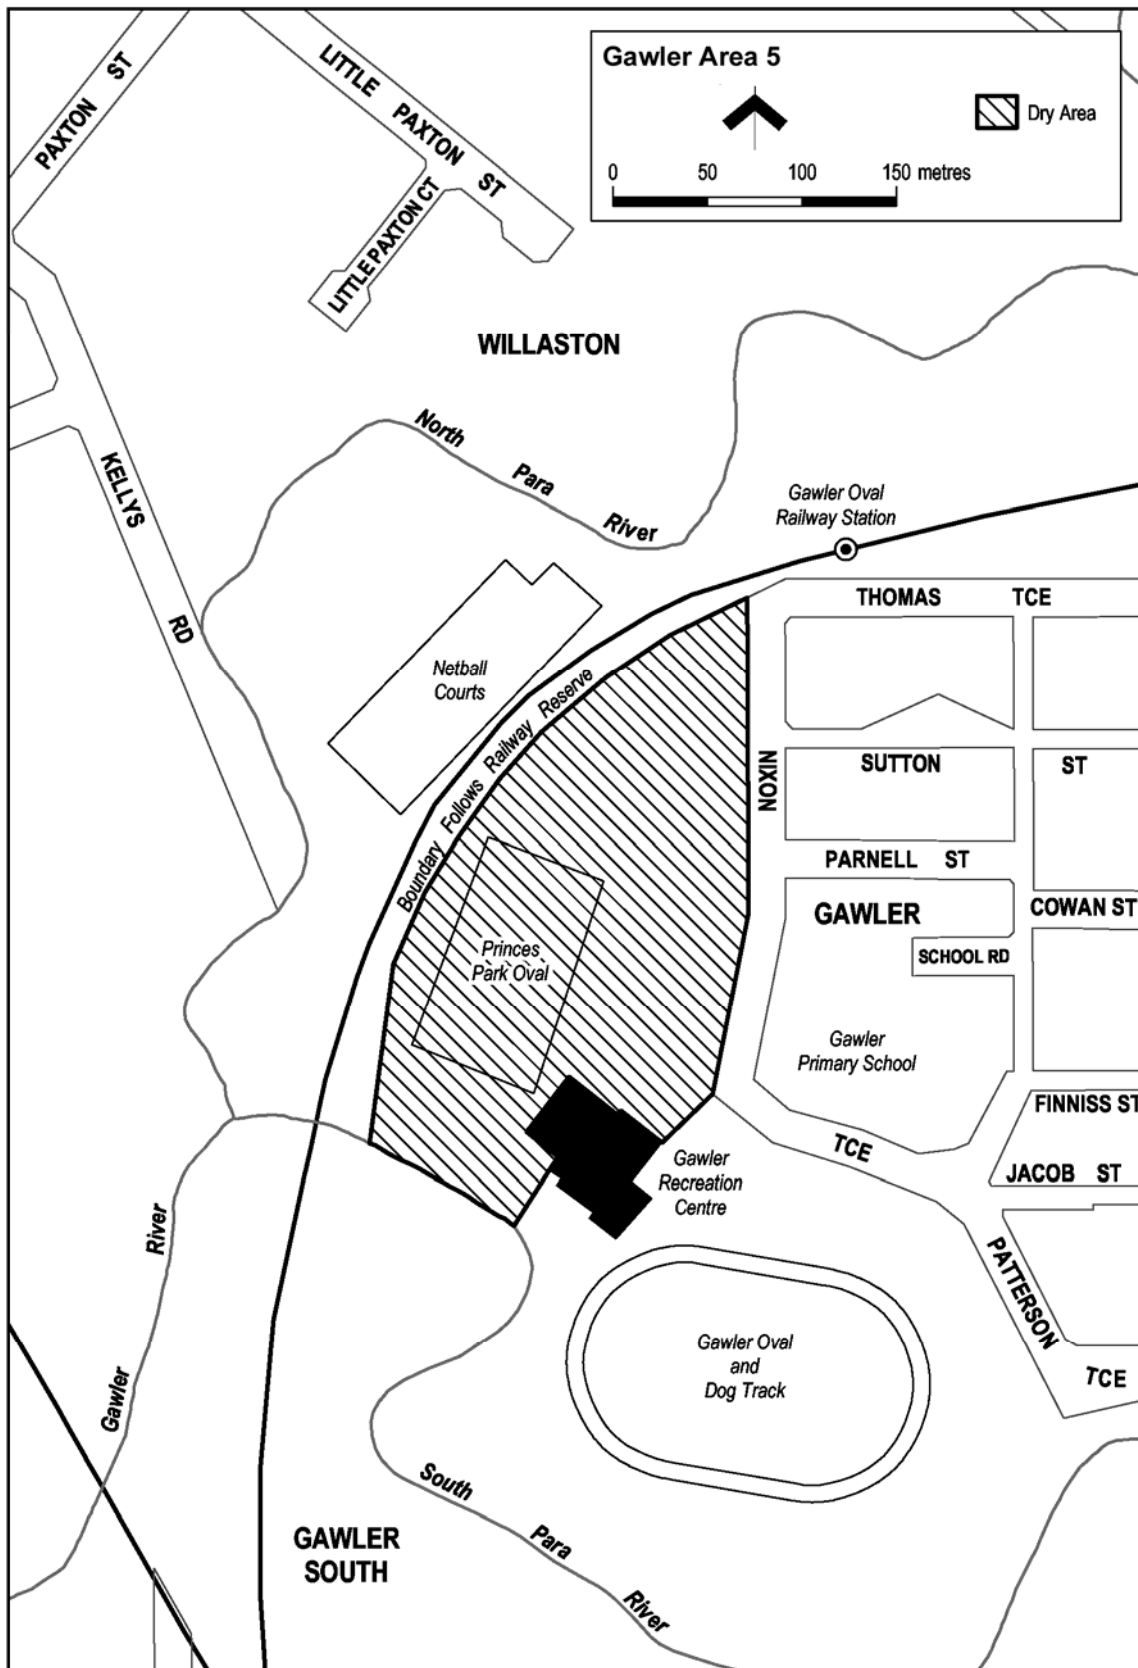 Gawler Area 5
Dry Area
0 50 100 150 metres
PAXTON ST
LITTLE PAXTON ST
LITTLE PAXTON CT
WILLASTON
North Para River
KELLYS RD
Gawler Oval
Railway Station
THOMAS TCE
Netball
Courts
Boundary Follows Railway Reserve
NIXON
SUTTON ST
PARNELL ST
GAWLER
COWAN ST
SCHOOL RD
Princes
Park Oval
Gawler
Primary School
FINNISS ST
TCE
JACOB ST
Gawler
Recreation
Centre
PATTERSON
TCE
Gawler River
Gawler Oval
and
Dog Track
South Para River
GAWLER
SOUTH